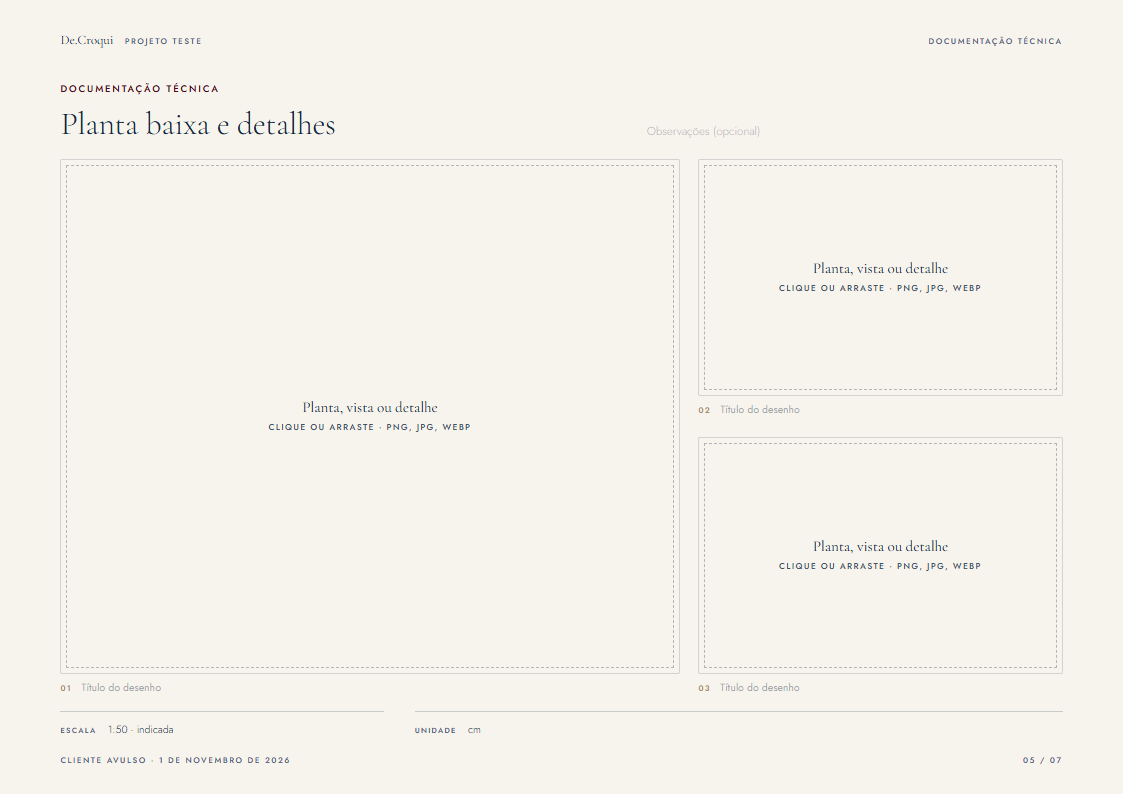 De.Croqui PROJETO TESTE
DOCUMENTAÇÃO TÉCNICA
DOCUMENTAÇÃO TÉCNICA
Planta baixa e detalhes
Observações (opcional)
Planta, vista ou detalhe
CLIQUE OU ARRASTE · PNG, JPG, WEBP
01 Título do desenho
Planta, vista ou detalhe
CLIQUE OU ARRASTE · PNG, JPG, WEBP
02 Título do desenho
Planta, vista ou detalhe
CLIQUE OU ARRASTE · PNG, JPG, WEBP
03 Título do desenho
ESCALA 1:50 · indicada
UNIDADE cm
CLIENTE AVULSO · 1 DE NOVEMBRO DE 2026
05 / 07